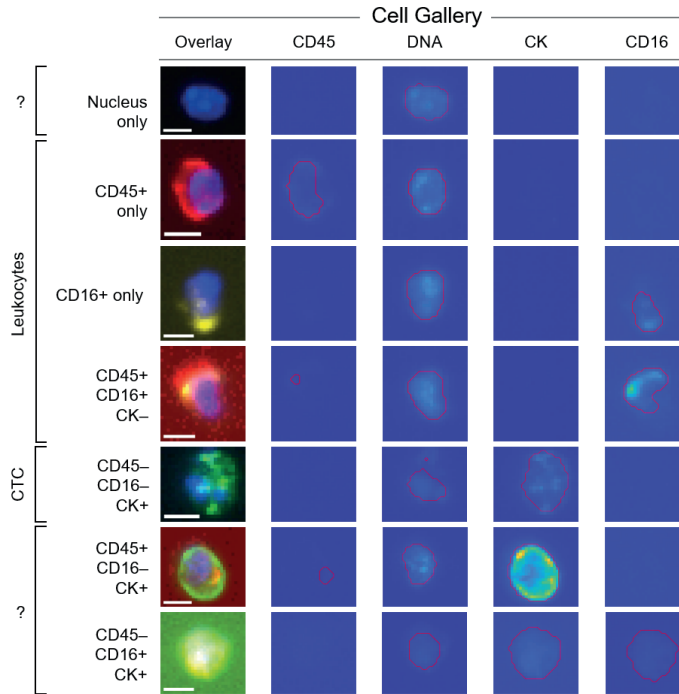 Cell Gallery
Overlay CD45 DNA CK CD16
?
Nucleus
only
Leukocytes
CD45+
only
CD16+ only
CD45+
CD16+
CK–
CTC
CD45–
CD16–
CK+
?
CD45+
CD16–
CK+
CD45–
CD16+
CK+